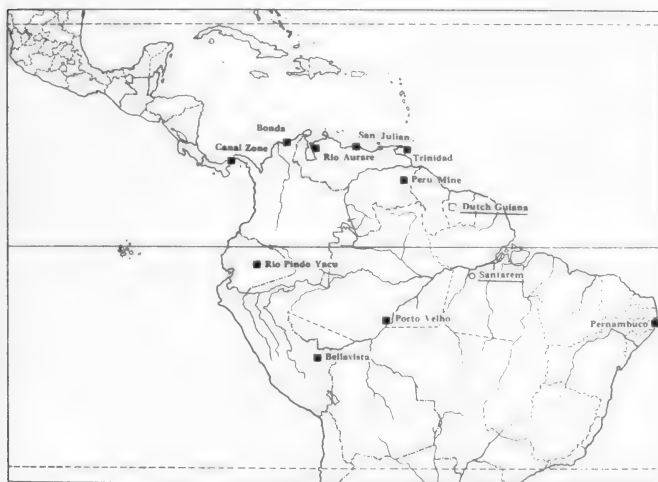 Bonda
San Julian
Canal Zone
Rio Aurare
Trinidad
Peru Mine
Dutch Guiana
Rio Pindo Yacu
Santarem
Porto Velho
Pernambuco
Bellavista